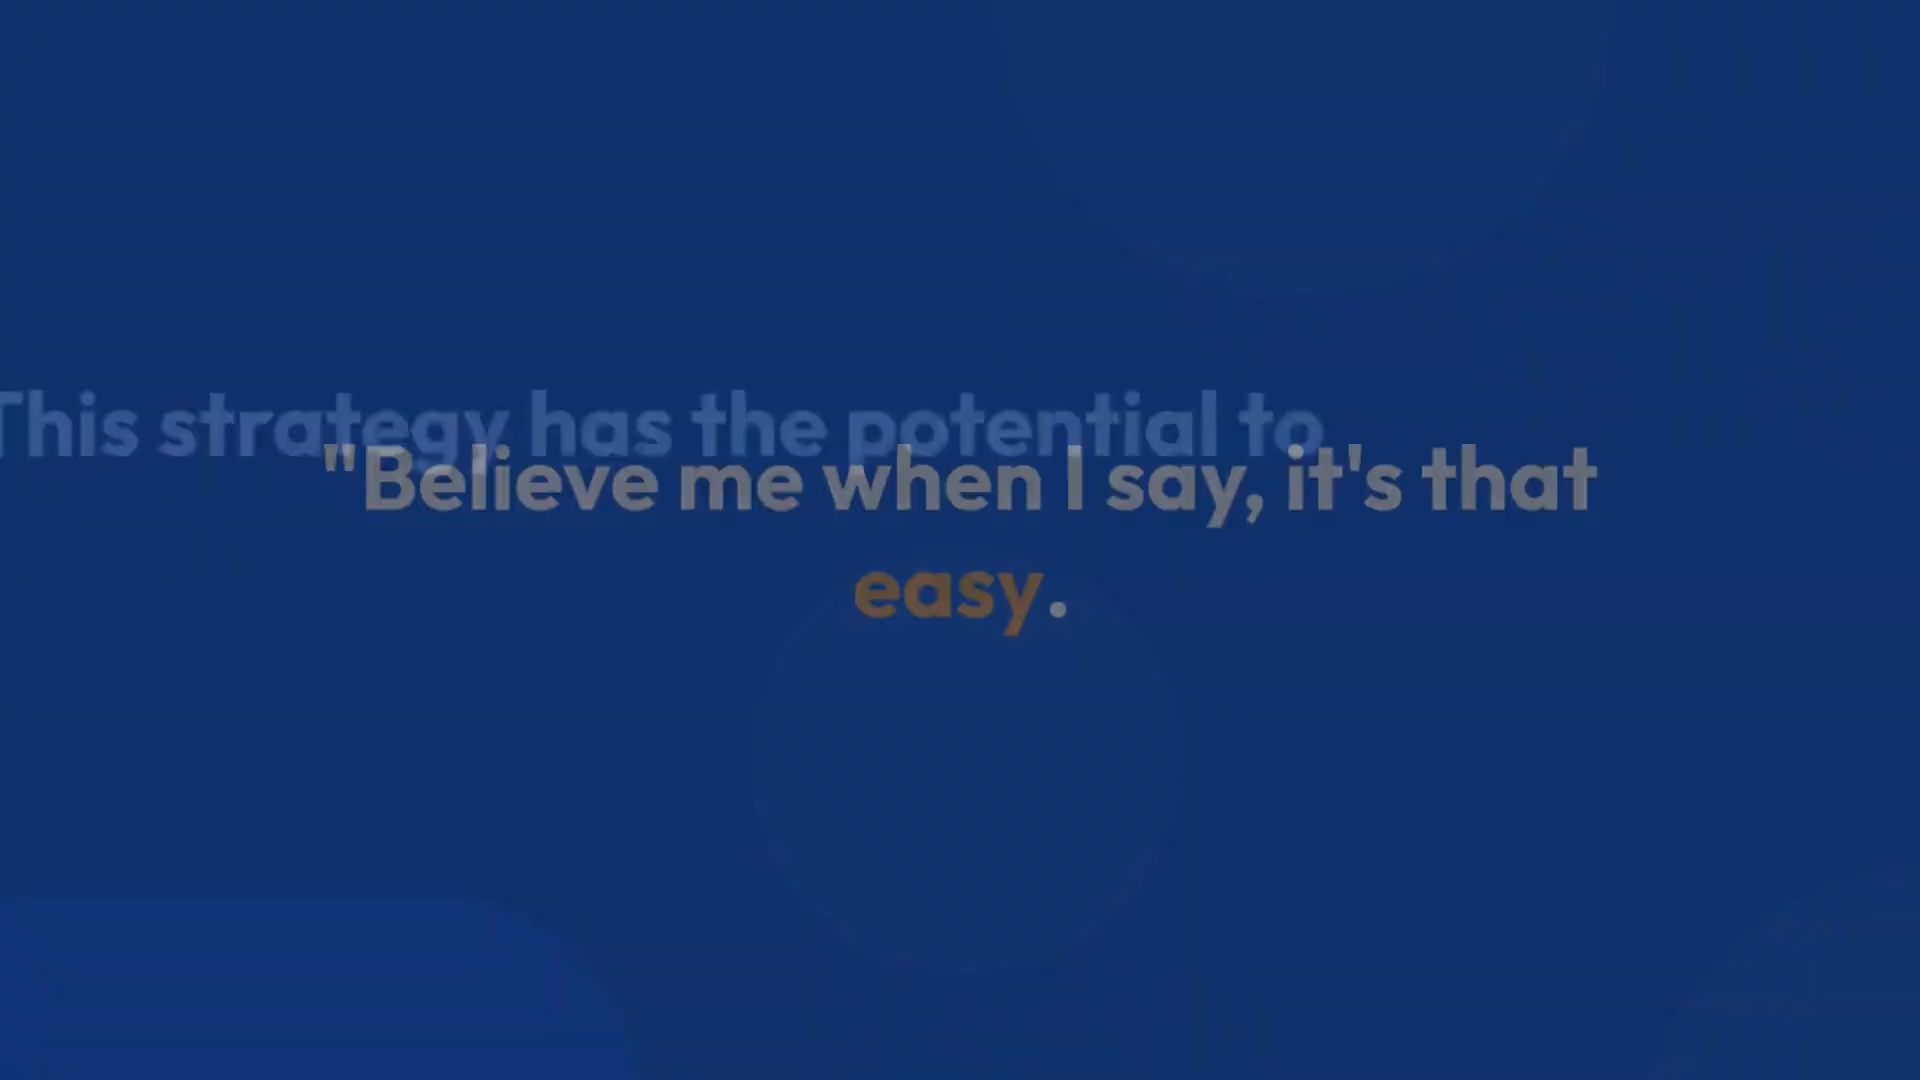 This strategy has the potential to
"Believe me when I say, it's that
easy.